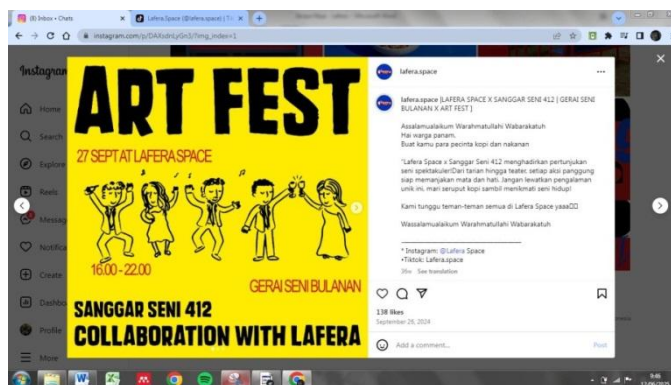 (8) Inbox • Chats
Lafera.Space (@lafera.space) | Tik
instagram.com/p/DAXsdnLyGn3/?img_index=1
Instagram
Home
Search
Explore
Reels
Messag
Notifica
Create
Dashbo
Profile
More
ART FEST
27 SEPT AT LAFERA SPACE
16.00 - 22.00
GERAI SENI BULANAN
SANGGAR SENI 412
COLLABORATION WITH LAFERA
lafera.space
lafera.space [LAFERA SPACE X SANGGAR SENI 412 | GERAI SENI
BULANAN X ART FEST ]
Assalamualaikum Warahmatullahi Wabarakatuh
Hai warga panam,
Buat kamu para pecinta kopi dan nakanan
"Lafera Space x Sanggar Seni 412 menghadirkan pertunjukan
seni spektakuler!Dari tarian hingga teater, setiap aksi panggung
siap memanjakan mata dan hati. Jangan lewatkan pengalaman
unik ini, mari seruput kopi sambil menikmati seni hidup!
Kami tunggu teman-teman semua di Lafera Space yaaa
Wassalamualaikum Warahmatullahi Wabarakatuh
* Instagram: @Lafera Space
•Tiktok: Lafera.space
36w See translation
138 likes
September 26, 2024
Add a comment...
Post
9:46